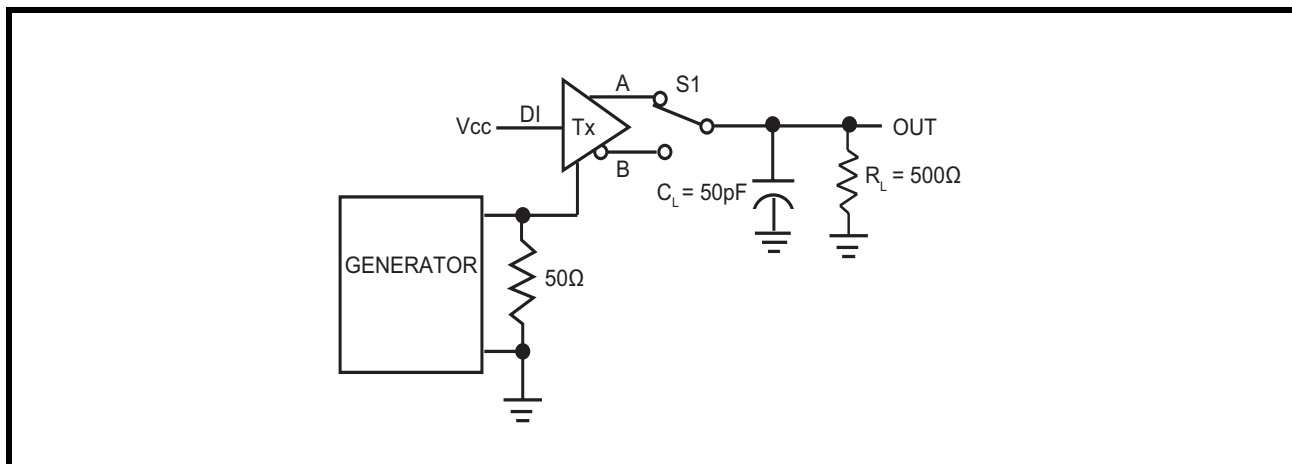 A
S1
DI
Vcc
Tx
OUT
B
C_L = 50pF
R_L = 500Ω
GENERATOR
50Ω